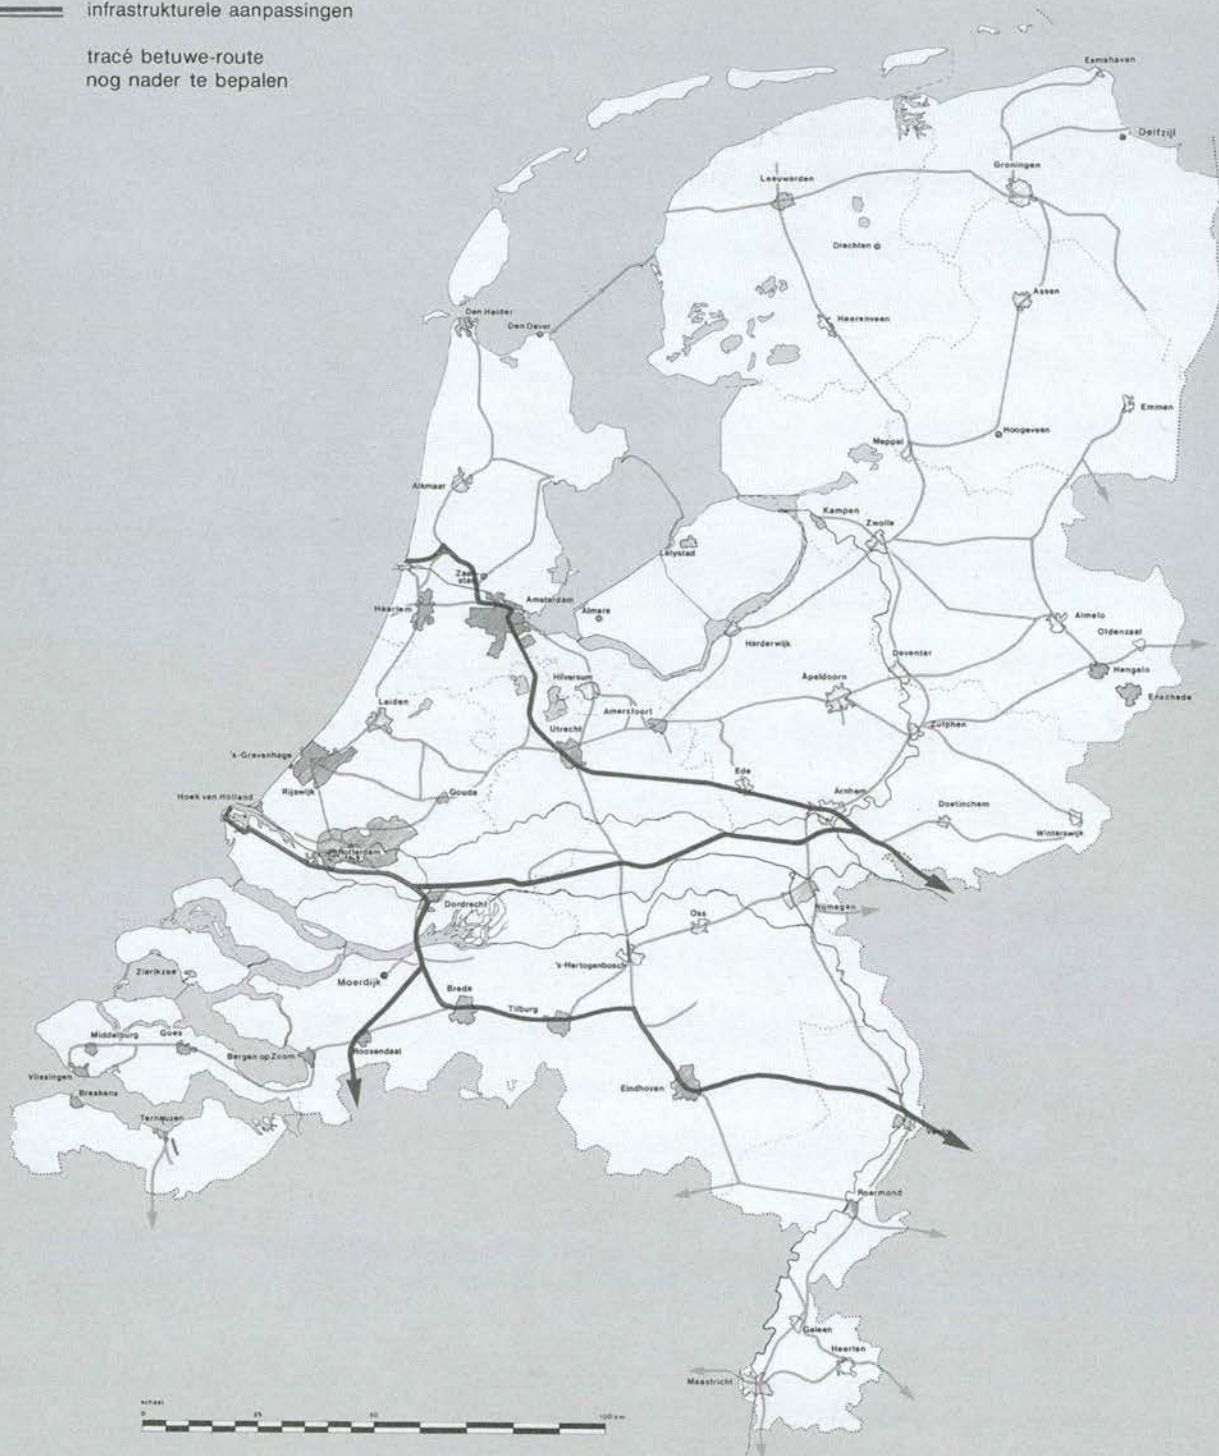 infrastrukturele aanpassingen
tracé betuwe-route
nog nader te bepalen
Eemshaven
Delfzijl
Groningen
Leeuwarden
Drachten
Assen
Den Helder
Den Oever
Heerenveen
Emmen
Hoogeveen
Meppel
Alkmaar
Kampen
Zwolle
Lelystad
Zaanstad
Amsterdam
Haarlem
Almere
Almelo
Oldenzaal
Harderwijk
Deventer
Hengelo
Hilversum
Apeldoorn
Enschede
Leiden
Amersfoort
Utrecht
Zutphen
's-Gravenhage
Ede
Rijswijk
Gouda
Arnhem
Hoek van Holland
Doetinchem
Winterswijk
Rotterdam
Dordrecht
Oss
Nijmegen
's-Hertogenbosch
Zierikzee
Moerdijk
Breda
Tilburg
Middelburg
Goes
Bergen op Zoom
Roosendaal
Vlissingen
Eindhoven
Breskens
Terneuzen
Roermond
Geleen
Heerlen
Maastricht
schaal
0 25 50 100 km